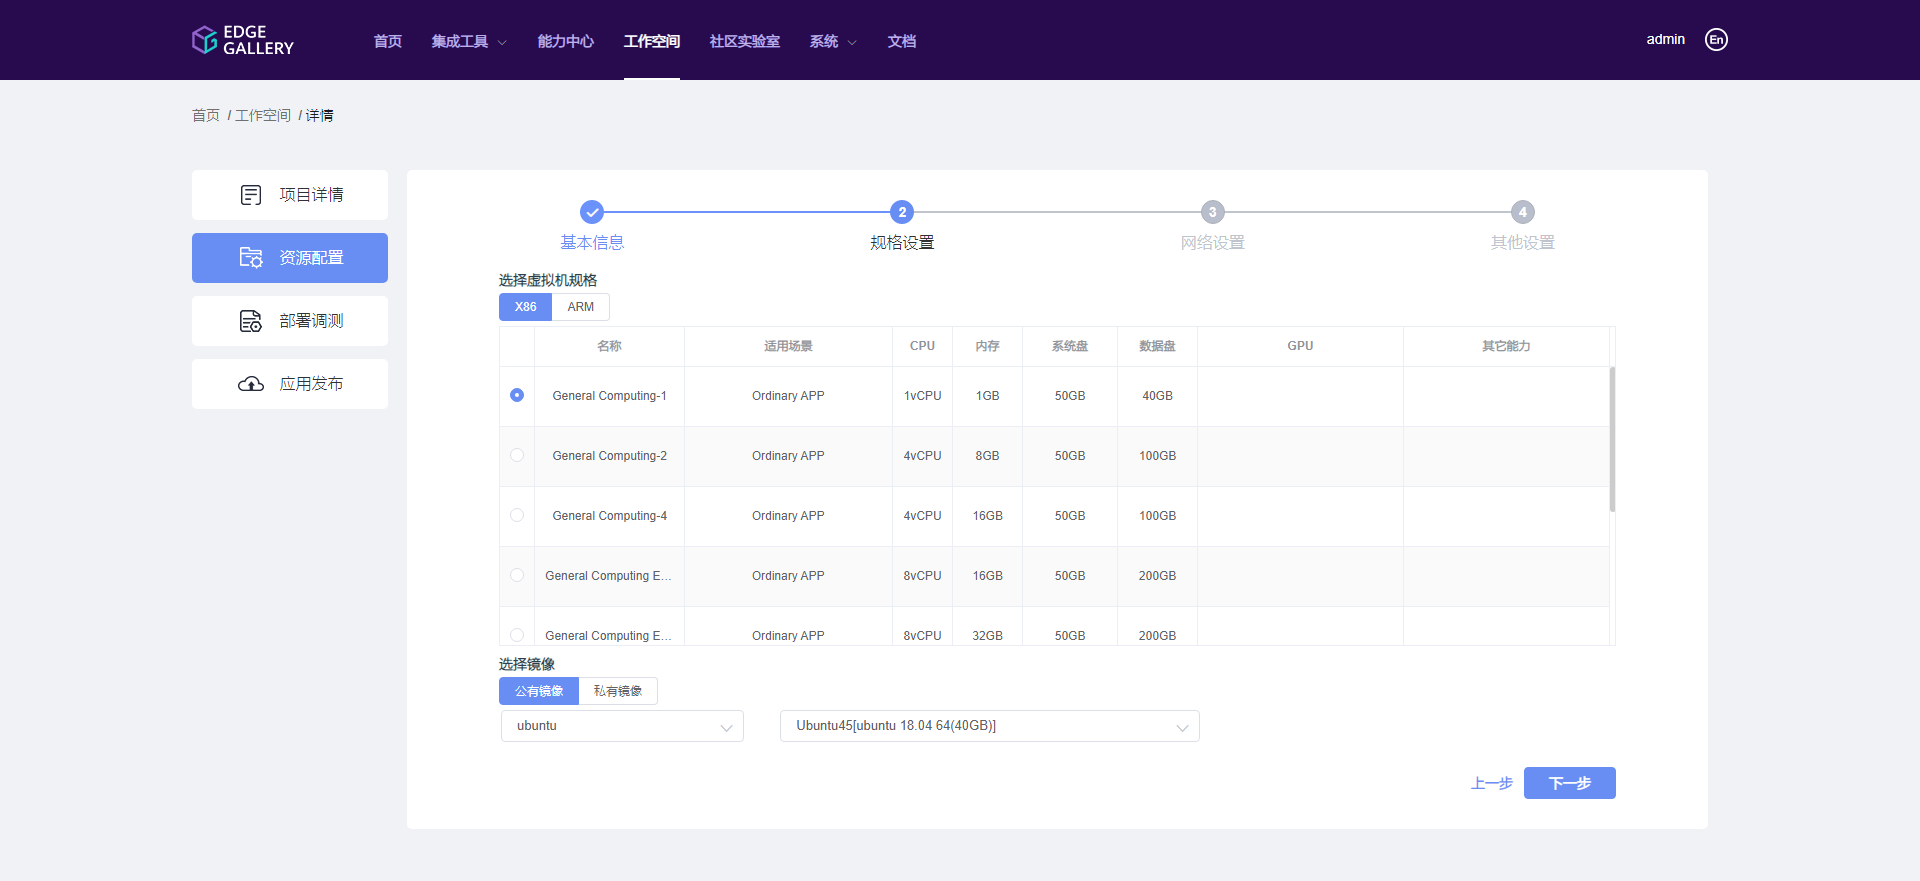 EDGE GALLERY
首页 集成工具 能力中心 工作空间 社区实验室 系统 文档
admin En
首页 / 工作空间 / 详情
项目详情
资源配置
部署调测
应用发布
2 3 4
基本信息 规格设置 网络设置 其他设置
选择虚拟机规格
X86 ARM
名称 适用场景 CPU 内存 系统盘 数据盘 GPU 其它能力
General Computing-1 Ordinary APP 1vCPU 1GB 50GB 40GB
General Computing-2 Ordinary APP 4vCPU 8GB 50GB 100GB
General Computing-4 Ordinary APP 4vCPU 16GB 50GB 100GB
General Computing E... Ordinary APP 8vCPU 16GB 50GB 200GB
General Computing E... Ordinary APP 8vCPU 32GB 50GB 200GB
选择镜像
公有镜像 私有镜像
ubuntu Ubuntu45[ubuntu 18.04 64(40GB)]
上一步 下一步